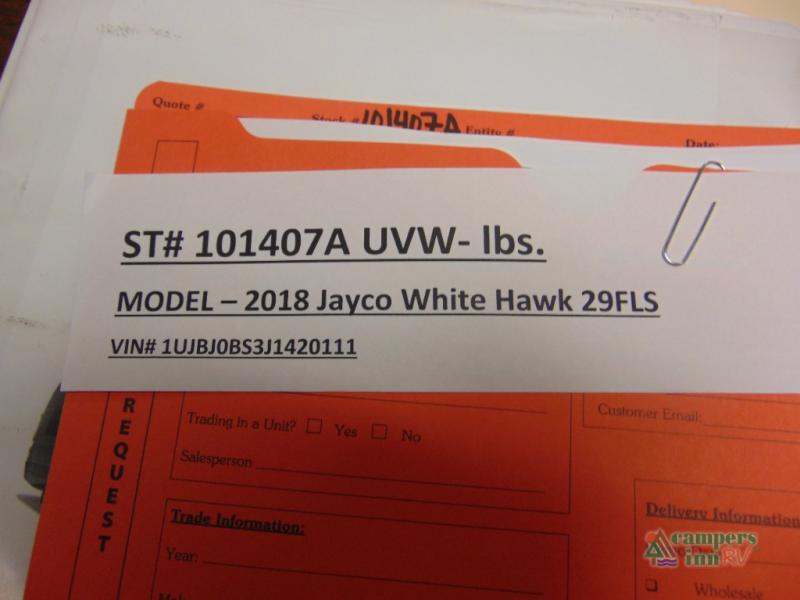 Quote #
Stock # 101407A Entity #
Date:
ST# 101407A UVW- lbs.
MODEL – 2018 Jayco White Hawk 29FLS
VIN# 1UJBJ0BS3J1420111
REQUEST
Trading in a Unit? Yes No
Salesperson
Customer Email:
Trade Information:
Year:
Delivery Information
Wholesale
campers
inn RV